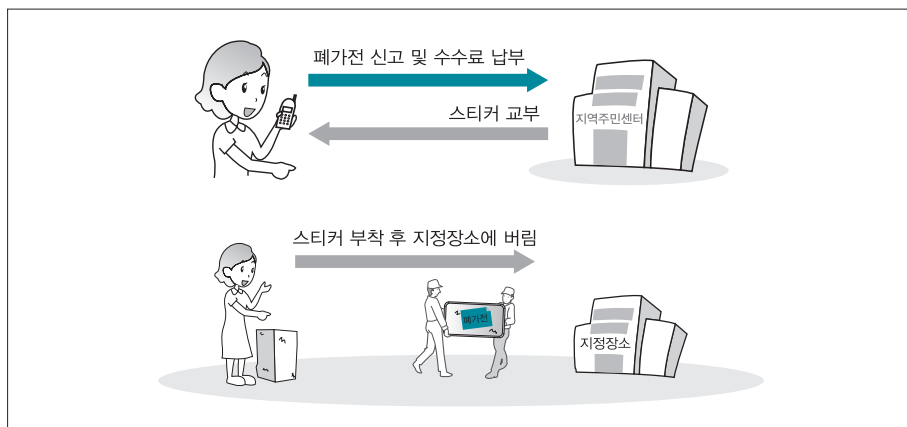 폐가전 신고 및 수수료 납부
스티커 교부
지역주민센터
스티커 부착 후 지정장소에 버림
폐가전
지정장소